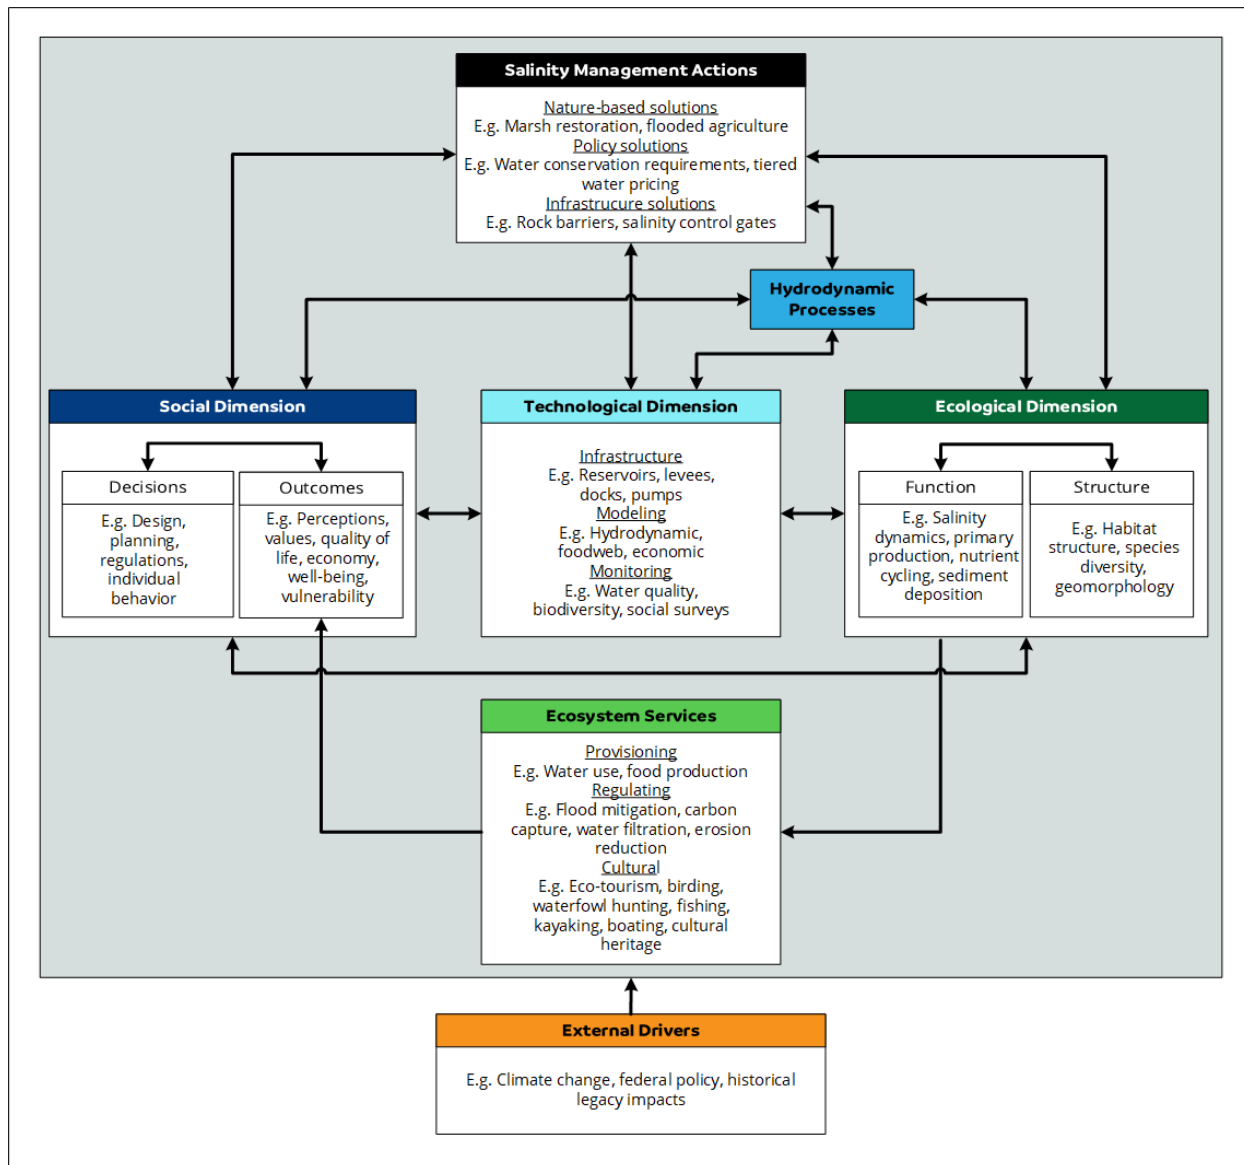 Salinity Management Actions
Nature-based solutions
E.g. Marsh restoration, flooded agriculture
Policy solutions
E.g. Water conservation requirements, tiered
water pricing
Infrastrucure solutions
E.g. Rock barriers, salinity control gates
Hydrodynamic
Processes
Social Dimension
Decisions
E.g. Design,
planning,
regulations,
individual
behavior
Outcomes
E.g. Perceptions,
values, quality of
life, economy,
well-being,
vulnerability
Technological Dimension
Infrastructure
E.g. Reservoirs, levees,
docks, pumps
Modeling
E.g. Hydrodynamic,
foodweb, economic
Monitoring
E.g. Water quality,
biodiversity, social surveys
Ecological Dimension
Function
E.g. Salinity
dynamics, primary
production, nutrient
cycling, sediment
deposition
Structure
E.g. Habitat
structure, species
diversity,
geomorphology
Ecosystem Services
Provisioning
E.g. Water use, food production
Regulating
E.g. Flood mitigation, carbon
capture, water filtration, erosion
reduction
Cultural
E.g. Eco-tourism, birding,
waterfowl hunting, fishing,
kayaking, boating, cultural
heritage
External Drivers
E.g. Climate change, federal policy, historical
legacy impacts